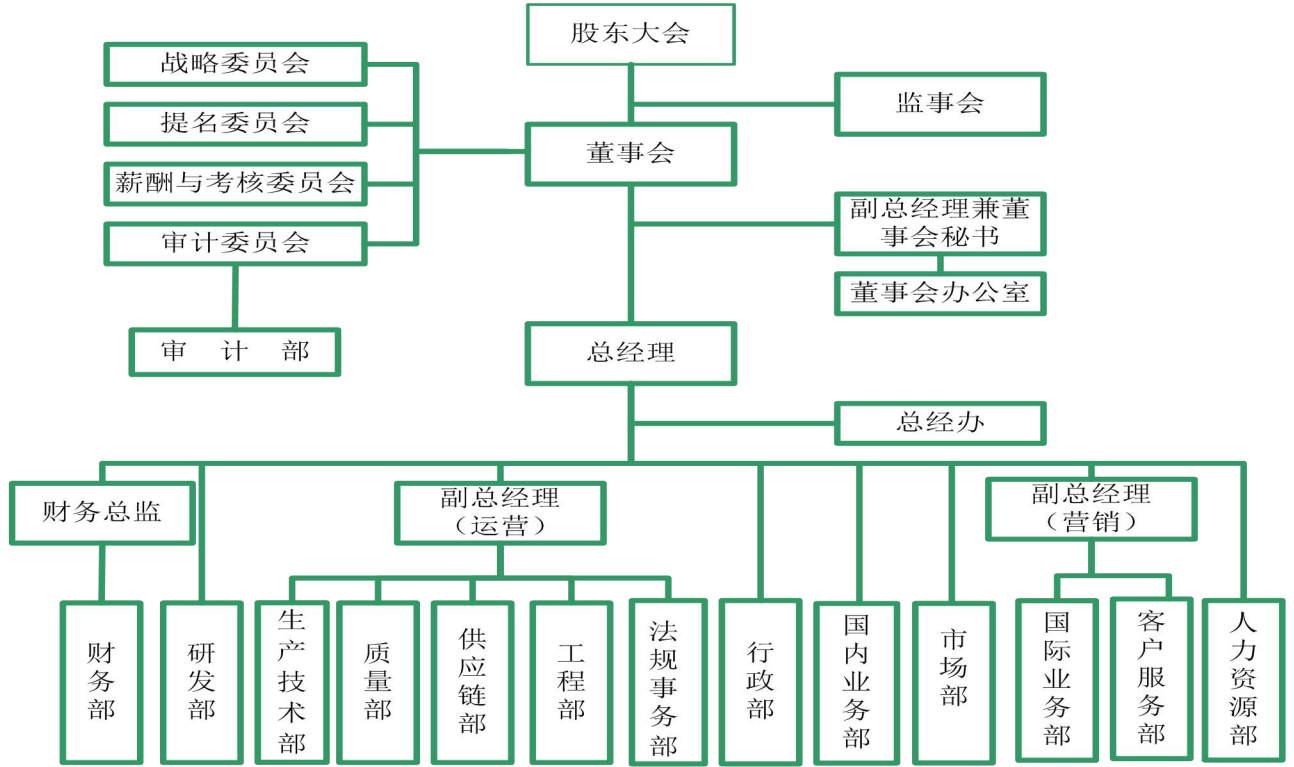 股东大会
战略委员会
监事会
提名委员会
董事会
薪酬与考核委员会
副总经理兼董
事会秘书
审计委员会
董事会办公室
审 计 部
总经理
总经办
财务总监
副总经理
（运营）
副总经理
（营销）
财务部
研发部
生产技术部
质量部
供应链部
工程部
法规事务部
行政部
国内业务部
市场部
国际业务部
客户服务部
人力资源部